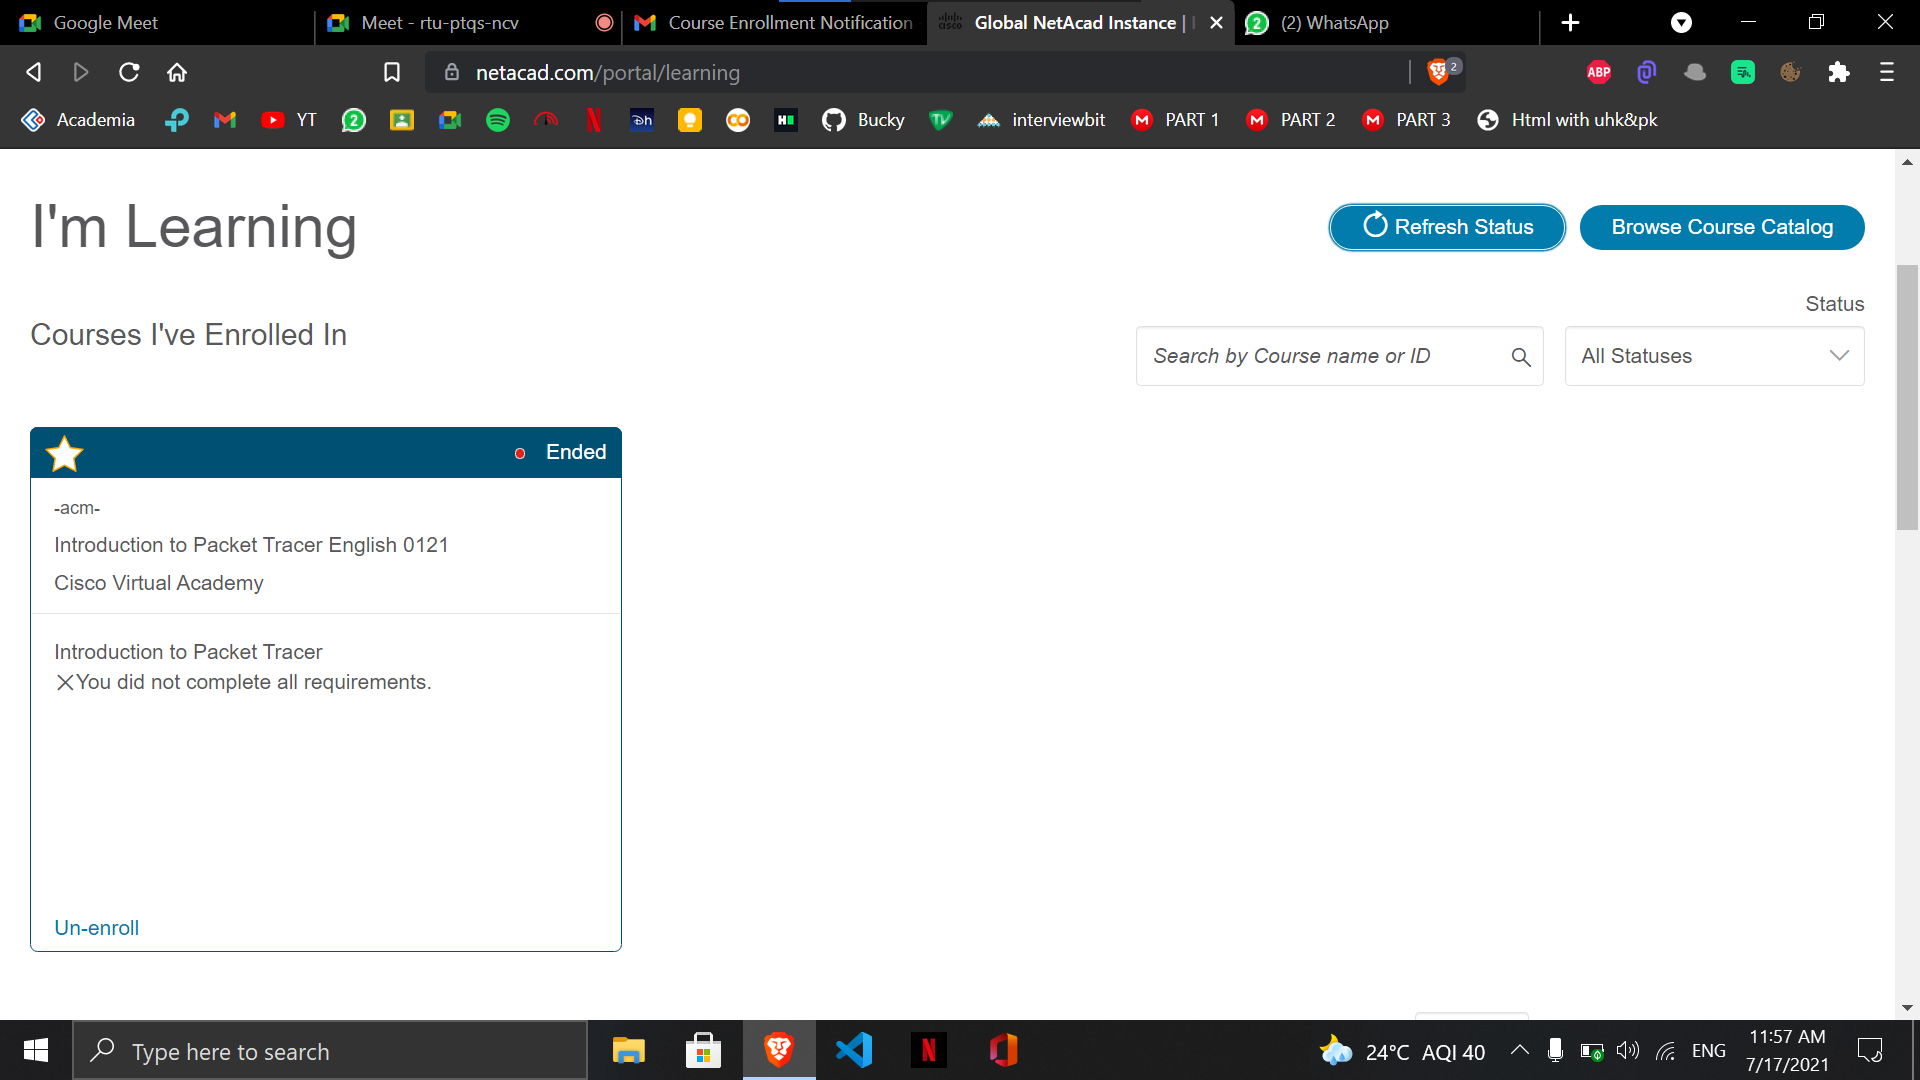 Google Meet
Meet - rtu-ptqs-ncv
Course Enrollment Notification
Global NetAcad Instance |
(2) WhatsApp
netacad.com/portal/learning
2
ABP
Academia
YT
2
Bucky
interviewbit
PART 1
PART 2
PART 3
Html with uhk&pk
I'm Learning
Refresh Status
Browse Course Catalog
Status
Courses I've Enrolled In
Search by Course name or ID
All Statuses
Ended
-acm-
Introduction to Packet Tracer English 0121
Cisco Virtual Academy
Introduction to Packet Tracer
You did not complete all requirements.
Un-enroll
Type here to search
24°C AQI 40
ENG
11:57 AM
7/17/2021